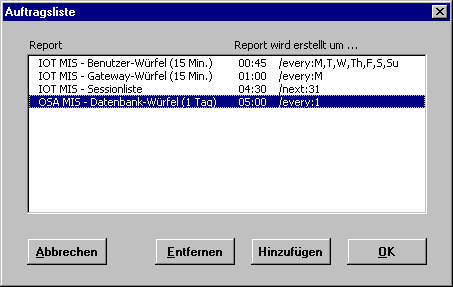 Auftragsliste
Report Report wird erstellt um ...
IOT MIS - Benutzer-Würfel (15 Min.) 00:45 /every:M,T,W,Th,F,S,Su
IOT MIS - Gateway-Würfel (15 Min.) 01:00 /every:M
IOT MIS - Sessionliste 04:30 /next:31
OSA MIS - Datenbank-Würfel (1 Tag) 05:00 /every:1
Abbrechen Entfernen Hinzufügen OK